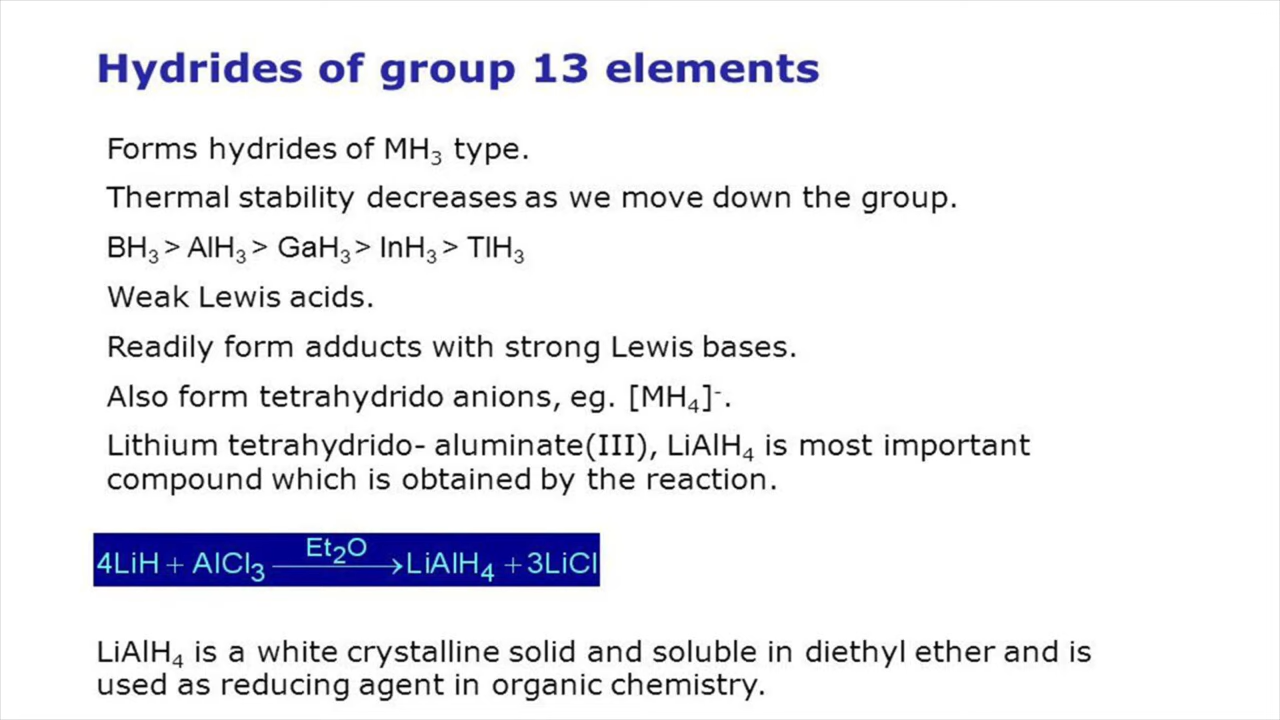 Hydrides of group 13 elements
Forms hydrides of MH₃ type.
Thermal stability decreases as we move down the group.
BH₃ > AlH₃ > GaH₃ > InH₃ > TlH₃
Weak Lewis acids.
Readily form adducts with strong Lewis bases.
Also form tetrahydrido anions, eg. [MH₄]⁻.
Lithium tetrahydrido- aluminate(III), LiAlH₄ is most important
compound which is obtained by the reaction.
4LiH + AlCl₃ —Et₂O→ LiAlH₄ + 3LiCl
LiAlH₄ is a white crystalline solid and soluble in diethyl ether and is
used as reducing agent in organic chemistry.